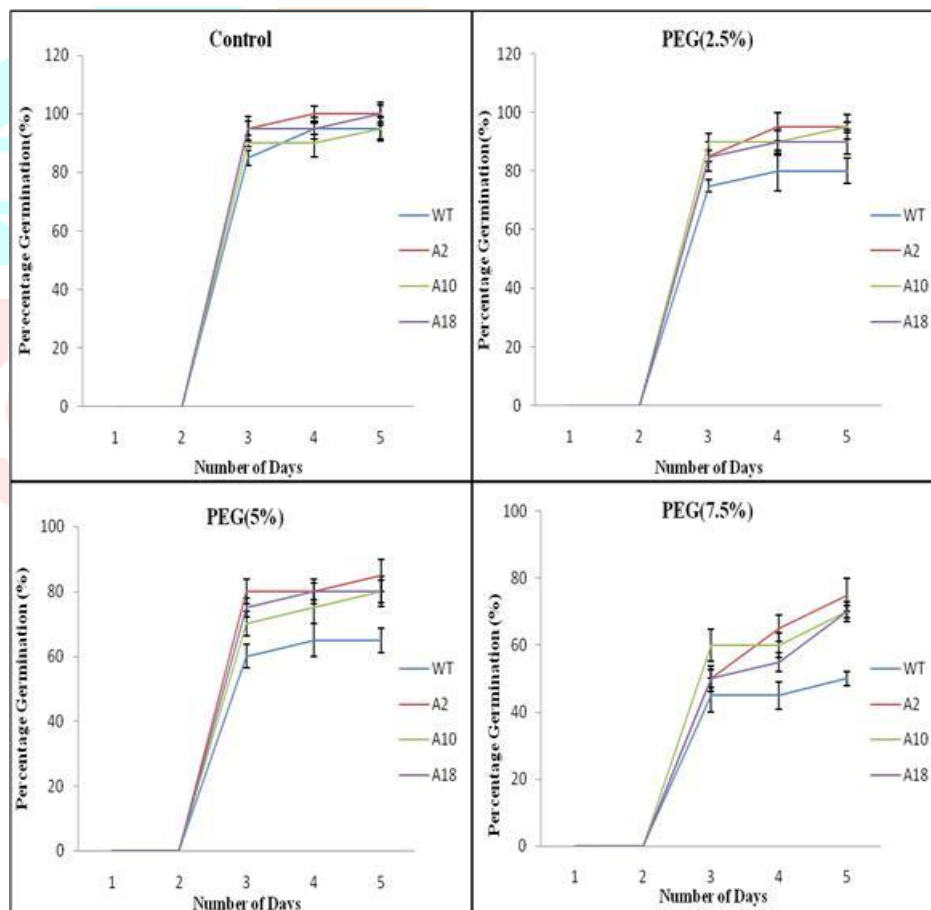 Control
120
100
80
60
40
20
0
1 2 3 4 5
Perecentage Germination(%)
Number of Days
WT
A2
A10
A18
PEG(2.5%)
120
100
80
60
40
20
0
1 2 3 4 5
Percentage Germination (%)
Number of Days
WT
A2
A10
A18
PEG(5%)
100
80
60
40
20
0
1 2 3 4 5
Percentage Germination (%)
Number of Days
WT
A2
A10
A18
PEG(7.5%)
100
80
60
40
20
0
1 2 3 4 5
Percentage Germination (%)
Number of Days
WT
A2
A10
A18